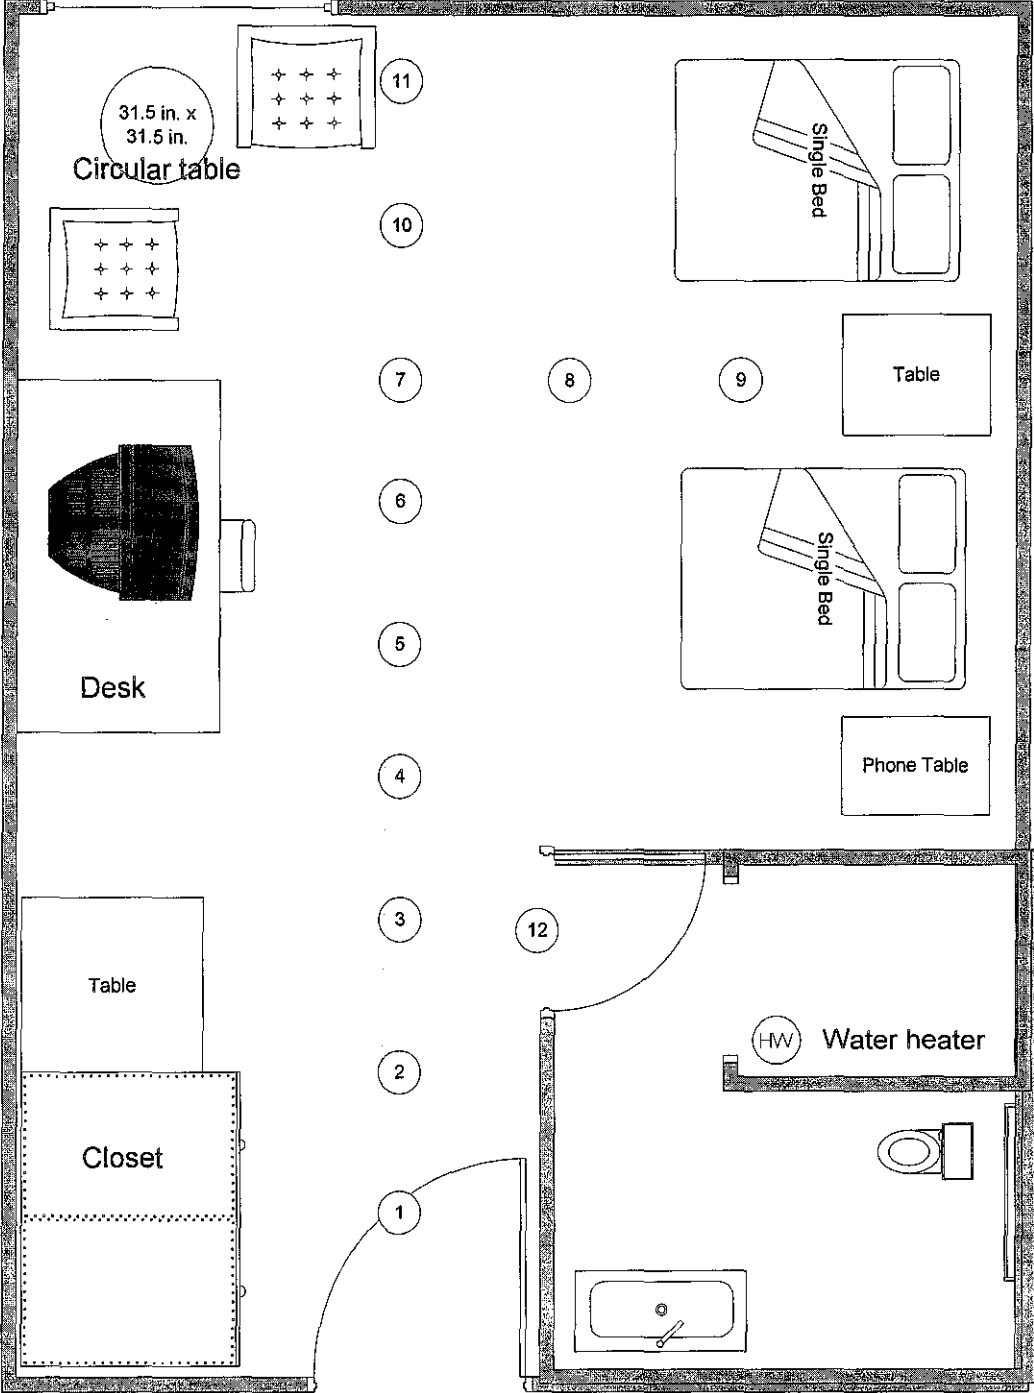 31.5 in. x
31.5 in.
Circular table
11
Single Bed
10
7
8
9
Table
6
Single Bed
5
Desk
4
Phone Table
3
12
Table
2
HW
Water heater
Closet
1